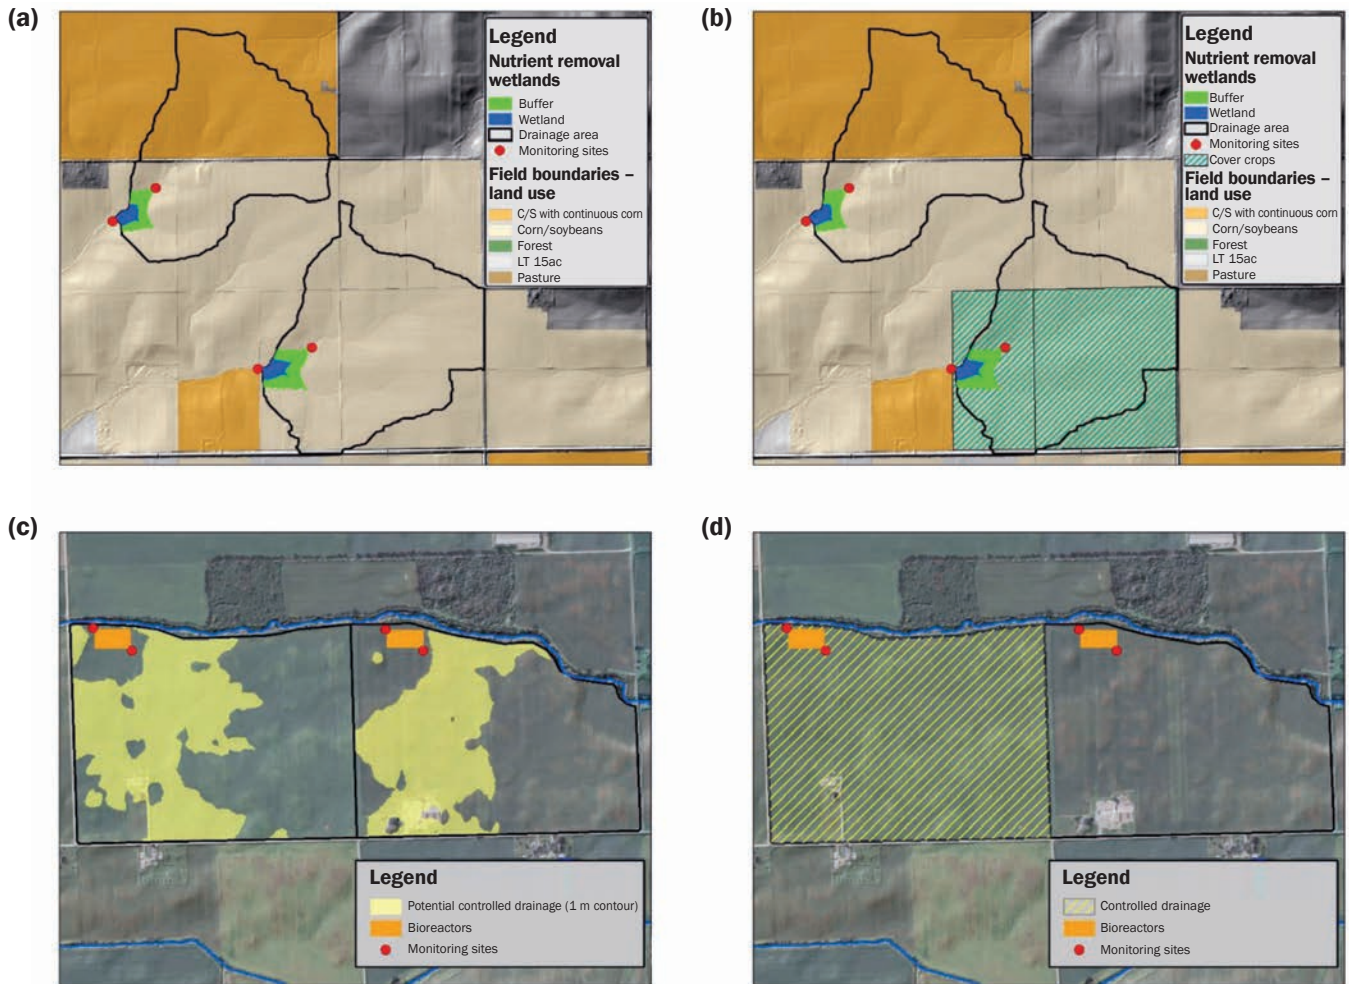 (a)
Legend
Nutrient removal
wetlands
Buffer
Wetland
Drainage area
Monitoring sites
Field boundaries –
land use
C/S with continuous corn
Corn/soybeans
Forest
LT 15ac
Pasture
(b)
Legend
Nutrient removal
wetlands
Buffer
Wetland
Drainage area
Monitoring sites
Cover crops
Field boundaries –
land use
C/S with continuous corn
Corn/soybeans
Forest
LT 15ac
Pasture
(c)
Legend
Potential controlled drainage (1 m contour)
Bioreactors
Monitoring sites
(d)
Legend
Controlled drainage
Bioreactors
Monitoring sites